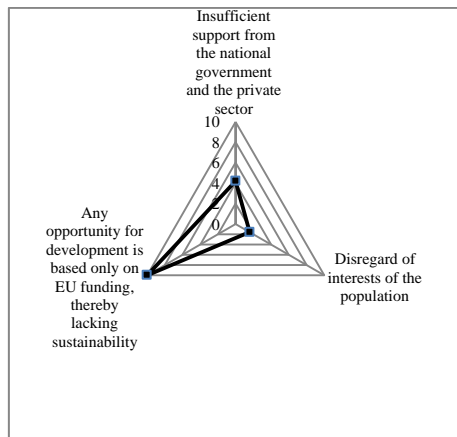 Insufficient
support from
the national
government
and the private
sector
10
8
6
4
2
0
Any
opportunity for
development is
based only on
EU funding,
thereby
lacking
sustainability
Disregard of
interests of the
population